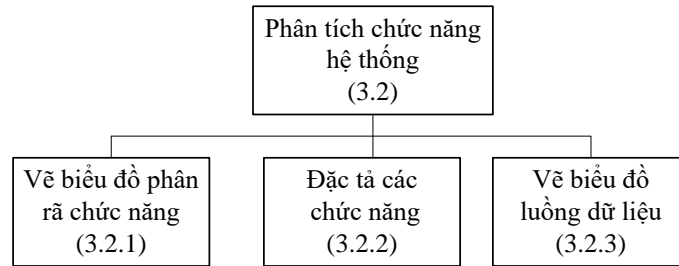 Phân tích chức năng
hệ thống
(3.2)
Vẽ biểu đồ phân
rã chức năng
(3.2.1)
Đặc tả các
chức năng
(3.2.2)
Vẽ biểu đồ
luồng dữ liệu
(3.2.3)